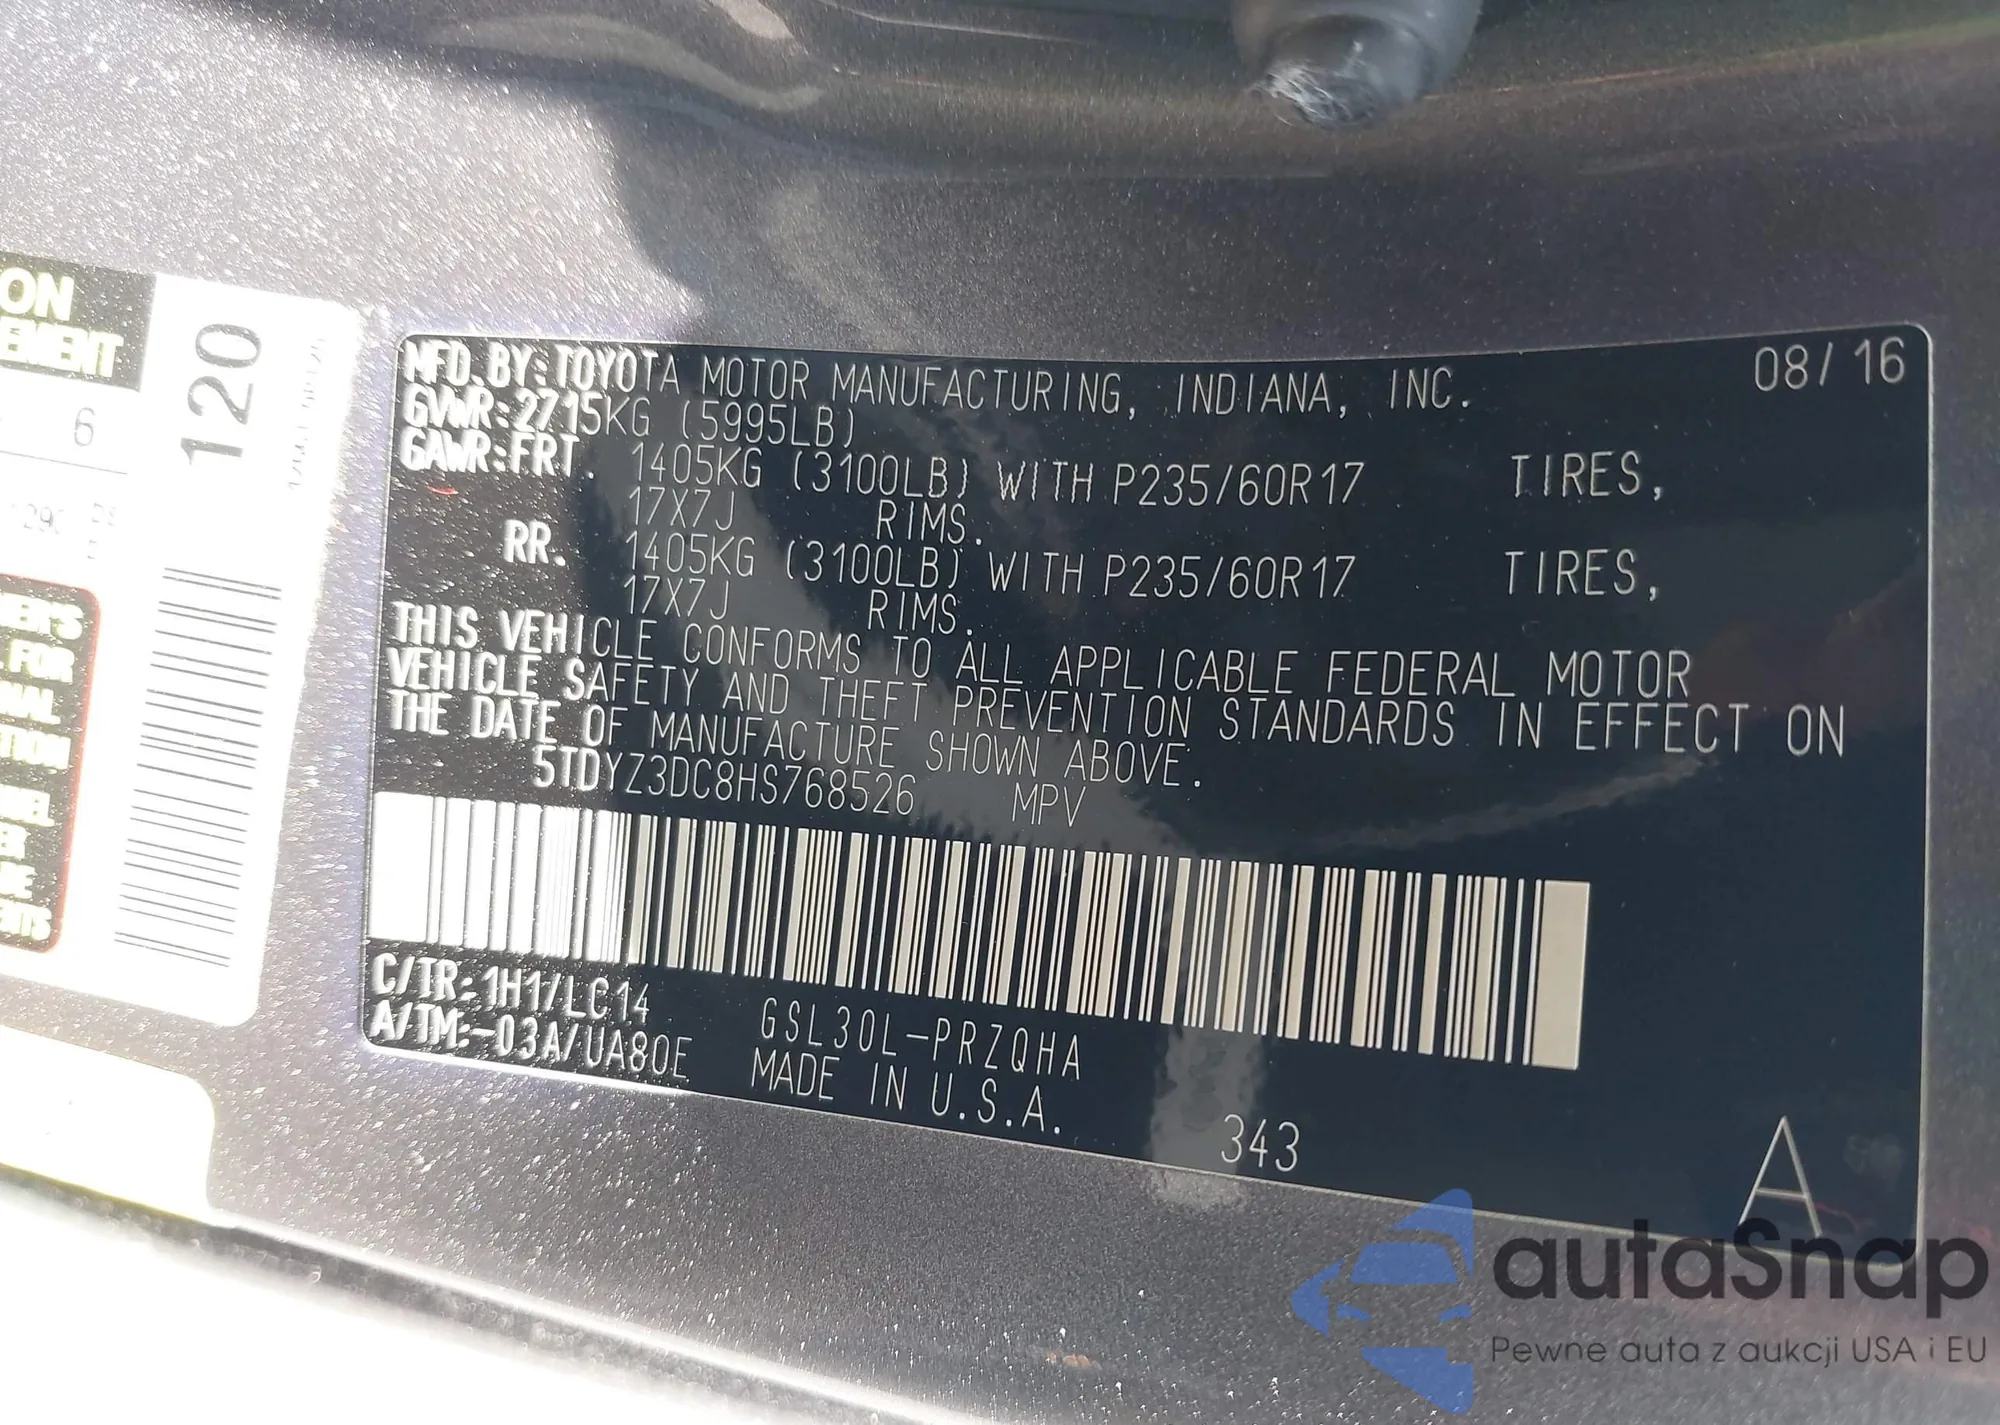 MFD. BY: TOYOTA MOTOR MANUFACTURING, INDIANA, INC. 08/16
GVWR: 2715KG (5995LB)
GAWR: FRT. 1405KG (3100LB) WITH P235/60R17 TIRES,
17X7J RIMS.
RR. 1405KG (3100LB) WITH P235/60R17 TIRES,
17X7J RIMS.
THIS VEHICLE CONFORMS TO ALL APPLICABLE FEDERAL MOTOR
VEHICLE SAFETY AND THEFT PREVENTION STANDARDS IN EFFECT ON
THE DATE OF MANUFACTURE SHOWN ABOVE.
5TDYZ3DC8HS768526 MPV
C/TR: 1H1/LC14
A/TM:-03A/UA80E
GSL30L-PRZQHA
MADE IN U.S.A.
343
A
120
6
ON
EMENT
FOR
autaSnap
Pewne auta z aukcji USA i EU